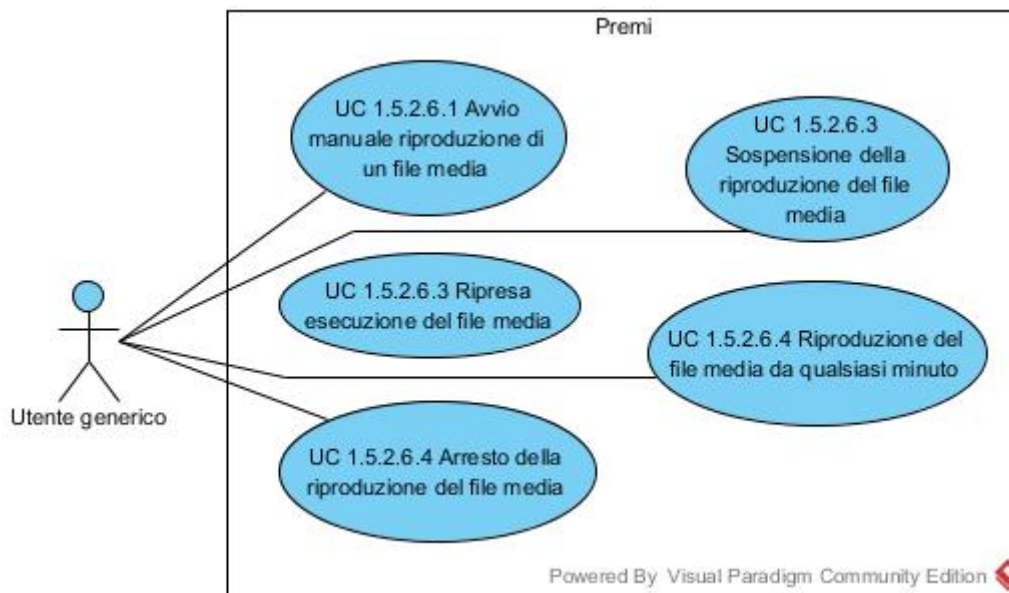 Premi
UC 1.5.2.6.1 Avvio
manuale riproduzione di
un file media
UC 1.5.2.6.3
Sospensione della
riproduzione del file
media
UC 1.5.2.6.3 Ripresa
esecuzione del file media
UC 1.5.2.6.4 Riproduzione del
file media da qualsiasi minuto
Utente generico
UC 1.5.2.6.4 Arresto della
riproduzione del file media
Powered By Visual Paradigm Community Edition